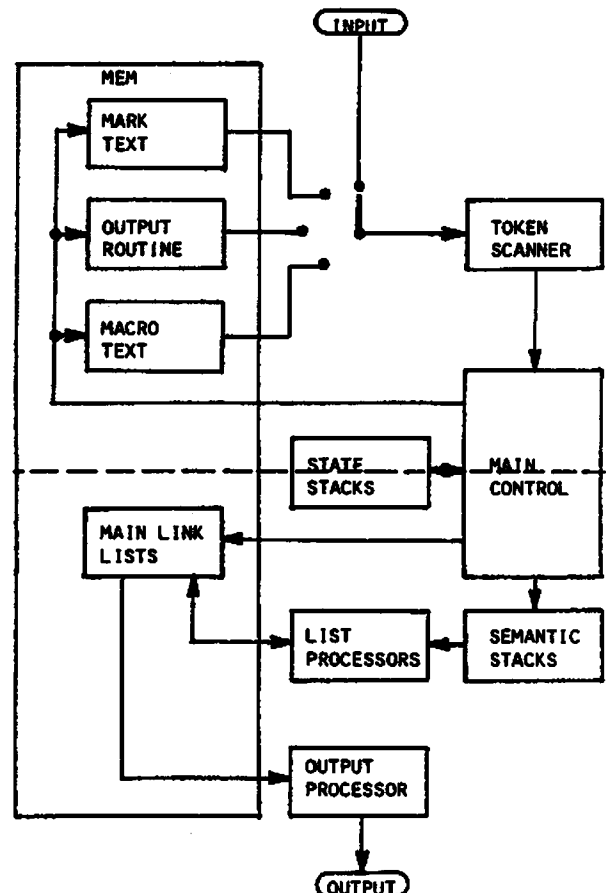 INPUT
MEM
MARK
TEXT
OUTPUT
ROUTINE
MACRO
TEXT
TOKEN
SCANNER
STATE
STACKS
MAIN
CONTROL
MAIN LINK
LISTS
LIST
PROCESSORS
SEMANTIC
STACKS
OUTPUT
PROCESSOR
OUTPUT